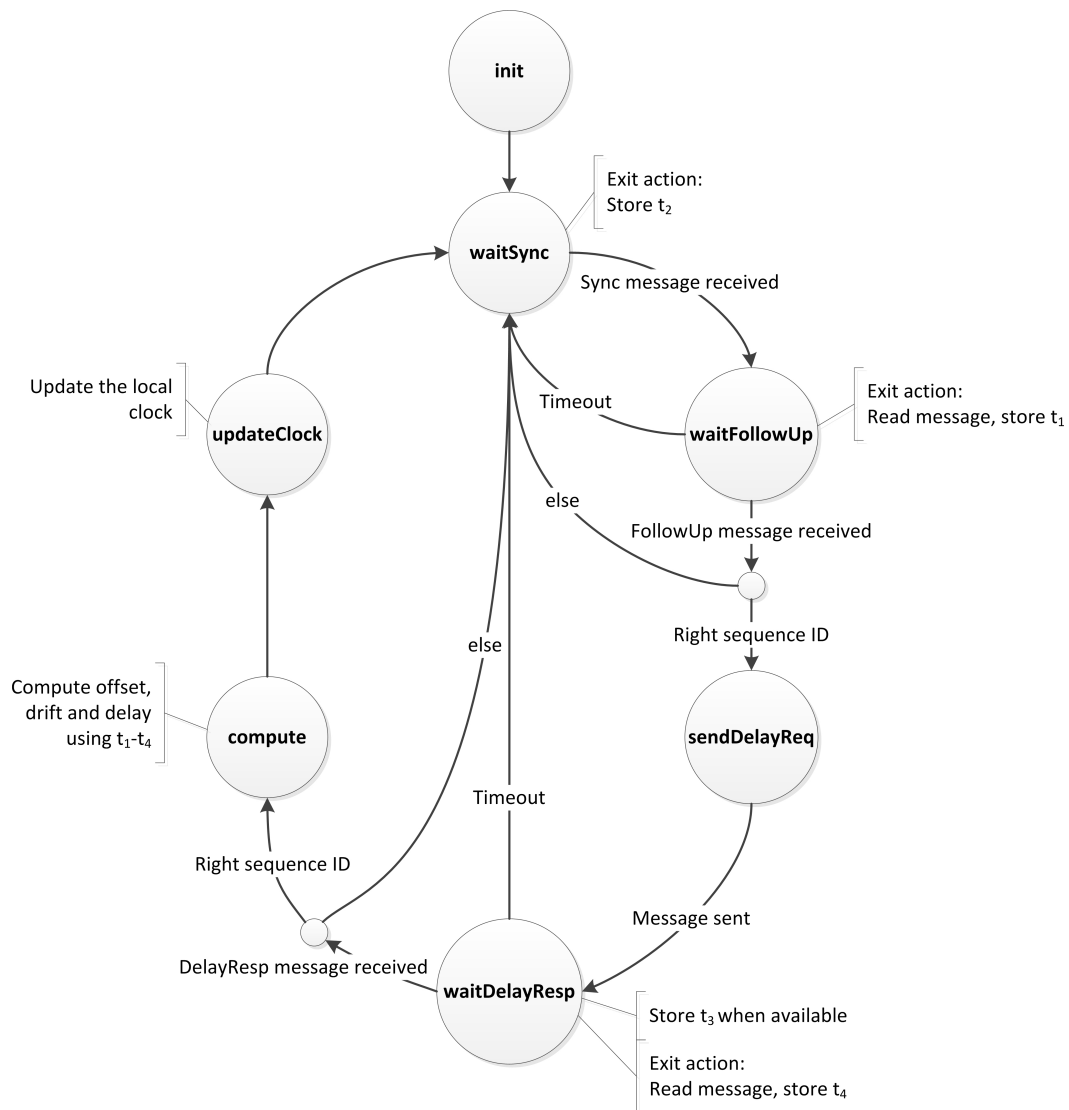 init
Exit action:
Store t₂
waitSync
Sync message received
Update the local
clock
updateClock
Timeout
waitFollowUp
Exit action:
Read message, store t₁
else
FollowUp message received
Right sequence ID
else
Compute offset,
drift and delay
using t₁-t₄
compute
sendDelayReq
Timeout
Right sequence ID
Message sent
DelayResp message received
waitDelayResp
Store t₃ when available
Exit action:
Read message, store t₄